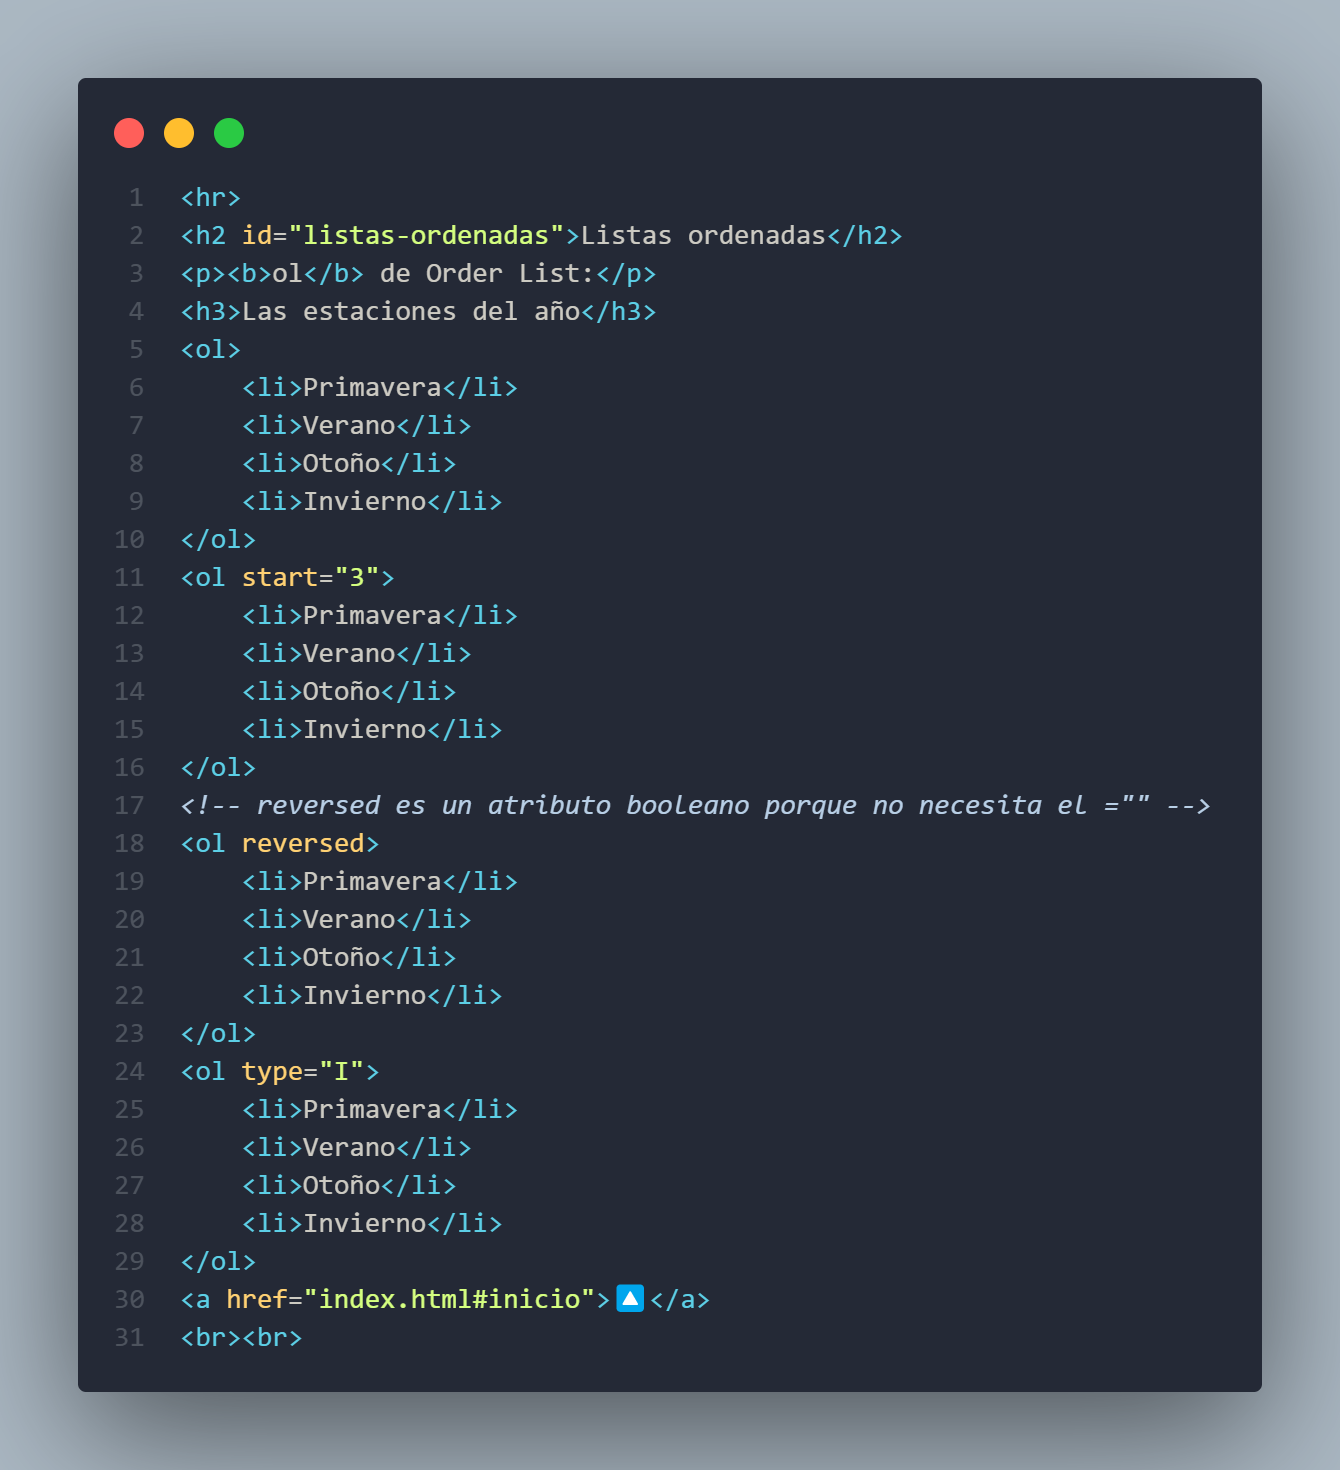 1 <hr>
2 <h2 id="listas-ordenadas">Listas ordenadas</h2>
3 <p><b>ol</b> de Order List:</p>
4 <h3>Las estaciones del año</h3>
5 <ol>
6     <li>Primavera</li>
7     <li>Verano</li>
8     <li>Otoño</li>
9     <li>Invierno</li>
10 </ol>
11 <ol start="3">
12     <li>Primavera</li>
13     <li>Verano</li>
14     <li>Otoño</li>
15     <li>Invierno</li>
16 </ol>
17 <!-- reversed es un atributo booleano porque no necesita el ="" -->
18 <ol reversed>
19     <li>Primavera</li>
20     <li>Verano</li>
21     <li>Otoño</li>
22     <li>Invierno</li>
23 </ol>
24 <ol type="I">
25     <li>Primavera</li>
26     <li>Verano</li>
27     <li>Otoño</li>
28     <li>Invierno</li>
29 </ol>
30 <a href="index.html#inicio">🔼</a>
31 <br><br>